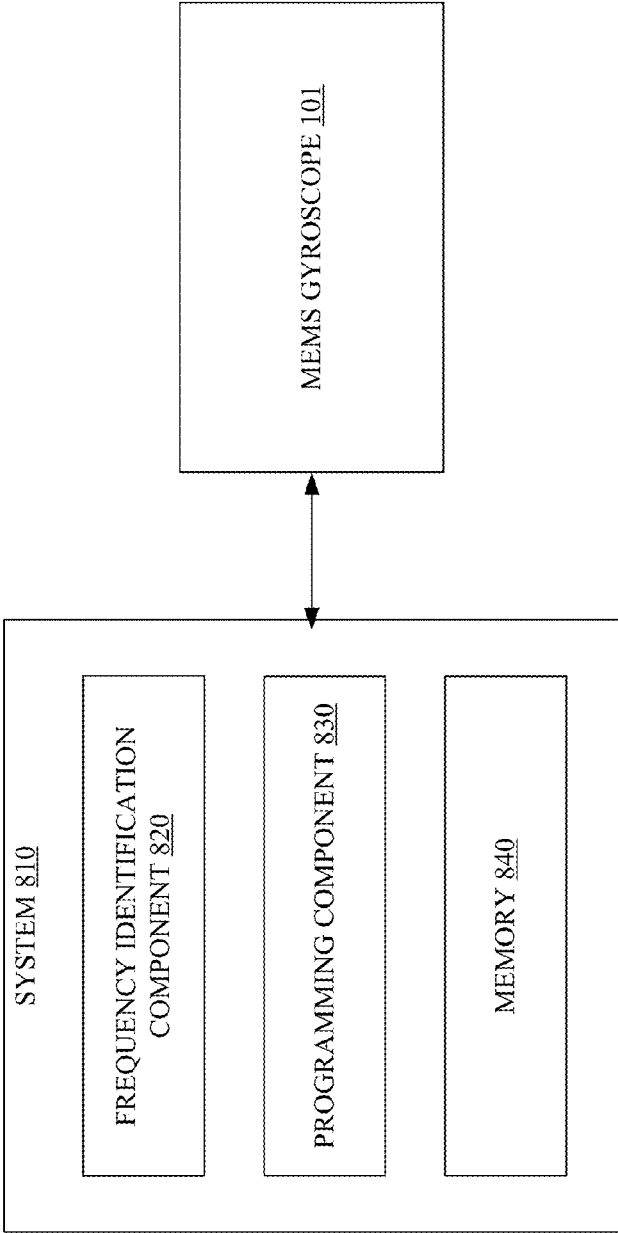 SYSTEM 810
FREQUENCY IDENTIFICATION
COMPONENT 820
PROGRAMMING COMPONENT 830
MEMORY 840
MEMS GYROSCOPE 101